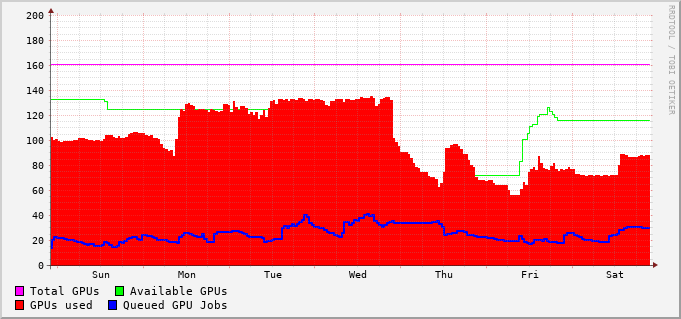 200
180
160
140
120
100
80
60
40
20
0
Sun Mon Tue Wed Thu Fri Sat
RRDTOOL / TOBI OETIKER
Total GPUs Available GPUs
GPUs used Queued GPU Jobs